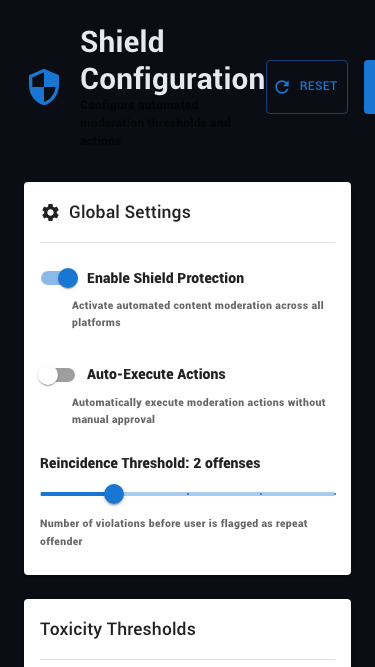 Shield
Configuration
Configure automated
moderation thresholds and
actions
RESET
Global Settings
Enable Shield Protection
Activate automated content moderation across all
platforms
Auto-Execute Actions
Automatically execute moderation actions without
manual approval
Reincidence Threshold: 2 offenses
Number of violations before user is flagged as repeat
offender
Toxicity Thresholds